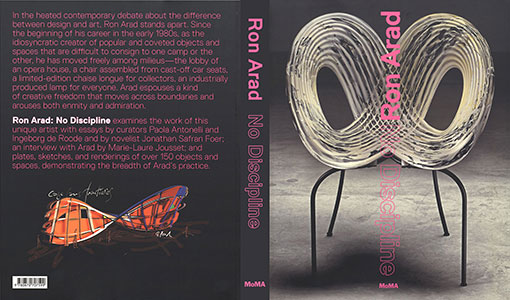 In the heated contemporary debate about the difference
between design and art, Ron Arad stands apart. Since
the beginning of his career in the early 1980s, as the
idiosyncratic creator of popular and coveted objects and
spaces that are difficult to consign to one camp or the
other, he has moved freely among milieus—the lobby of
an opera house, a chair assembled from cast-off car seats,
a limited-edition chaise longue for collectors, an industrially
produced lamp for everyone. Arad espouses a kind
of creative freedom that moves across boundaries and
arouses both enmity and admiration.
Ron Arad: No Discipline examines the work of this
unique artist with essays by curators Paola Antonelli and
Ingeborg de Roode and by novelist Jonathan Safran Foer;
an interview with Arad by Marie-Laure Jousset; and
plates, sketches, and renderings of over 150 objects and
spaces, demonstrating the breadth of Arad's practice.
Ron Arad No Discipline
MoMA
Ron Arad
No Discipline
MoMA